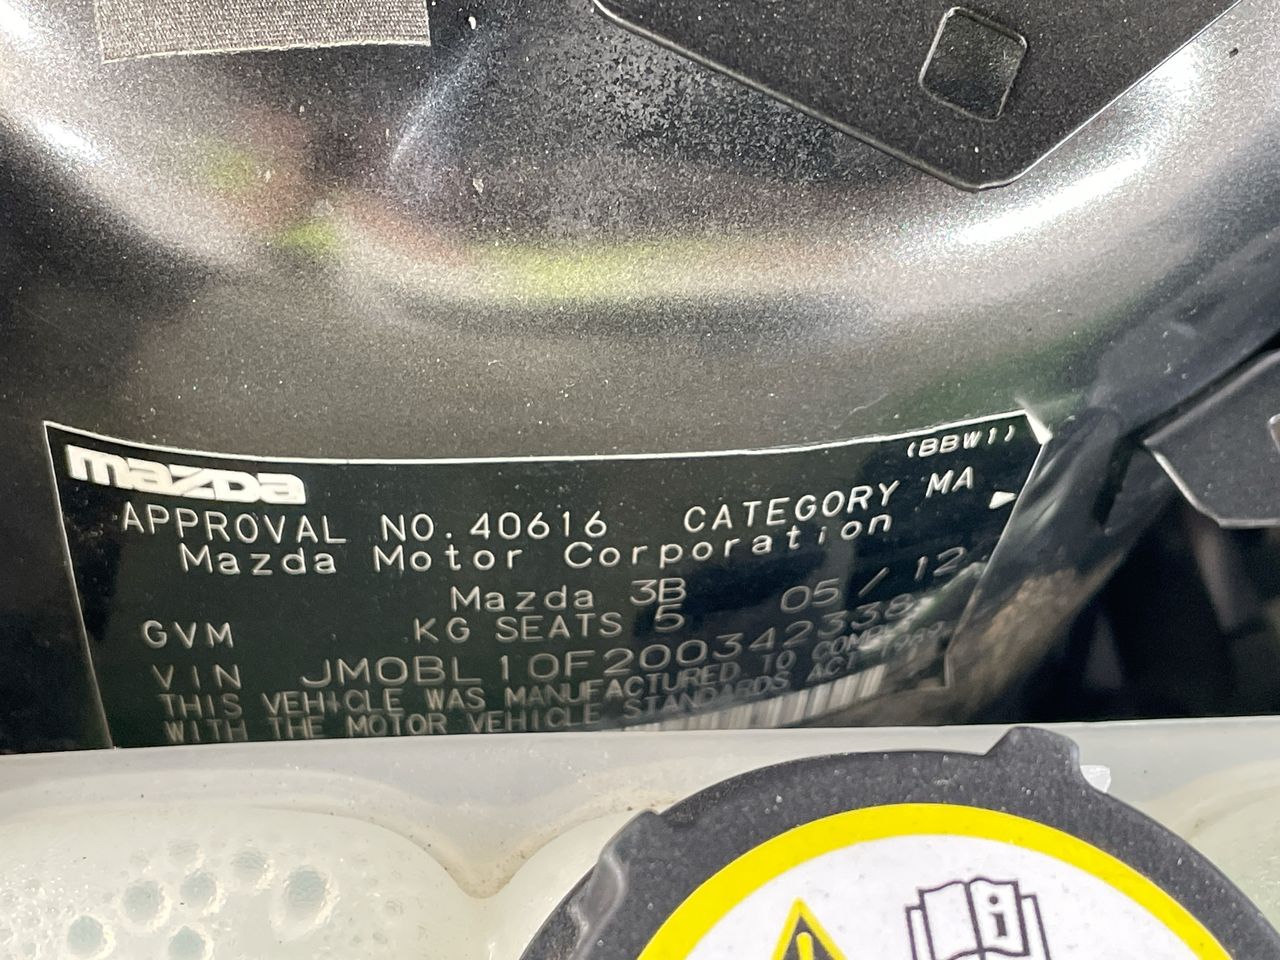 (BBW1)
mazda
APPROVAL NO.40616 CATEGORY MA
Mazda Motor Corporation
Mazda 3B 05/12
GVM KG SEATS 5
VIN
THIS VEHICLE WAS MANUFACTURED TO COMPLY
WITH THE MOTOR VEHICLE STANDARDS ACT 1989
i